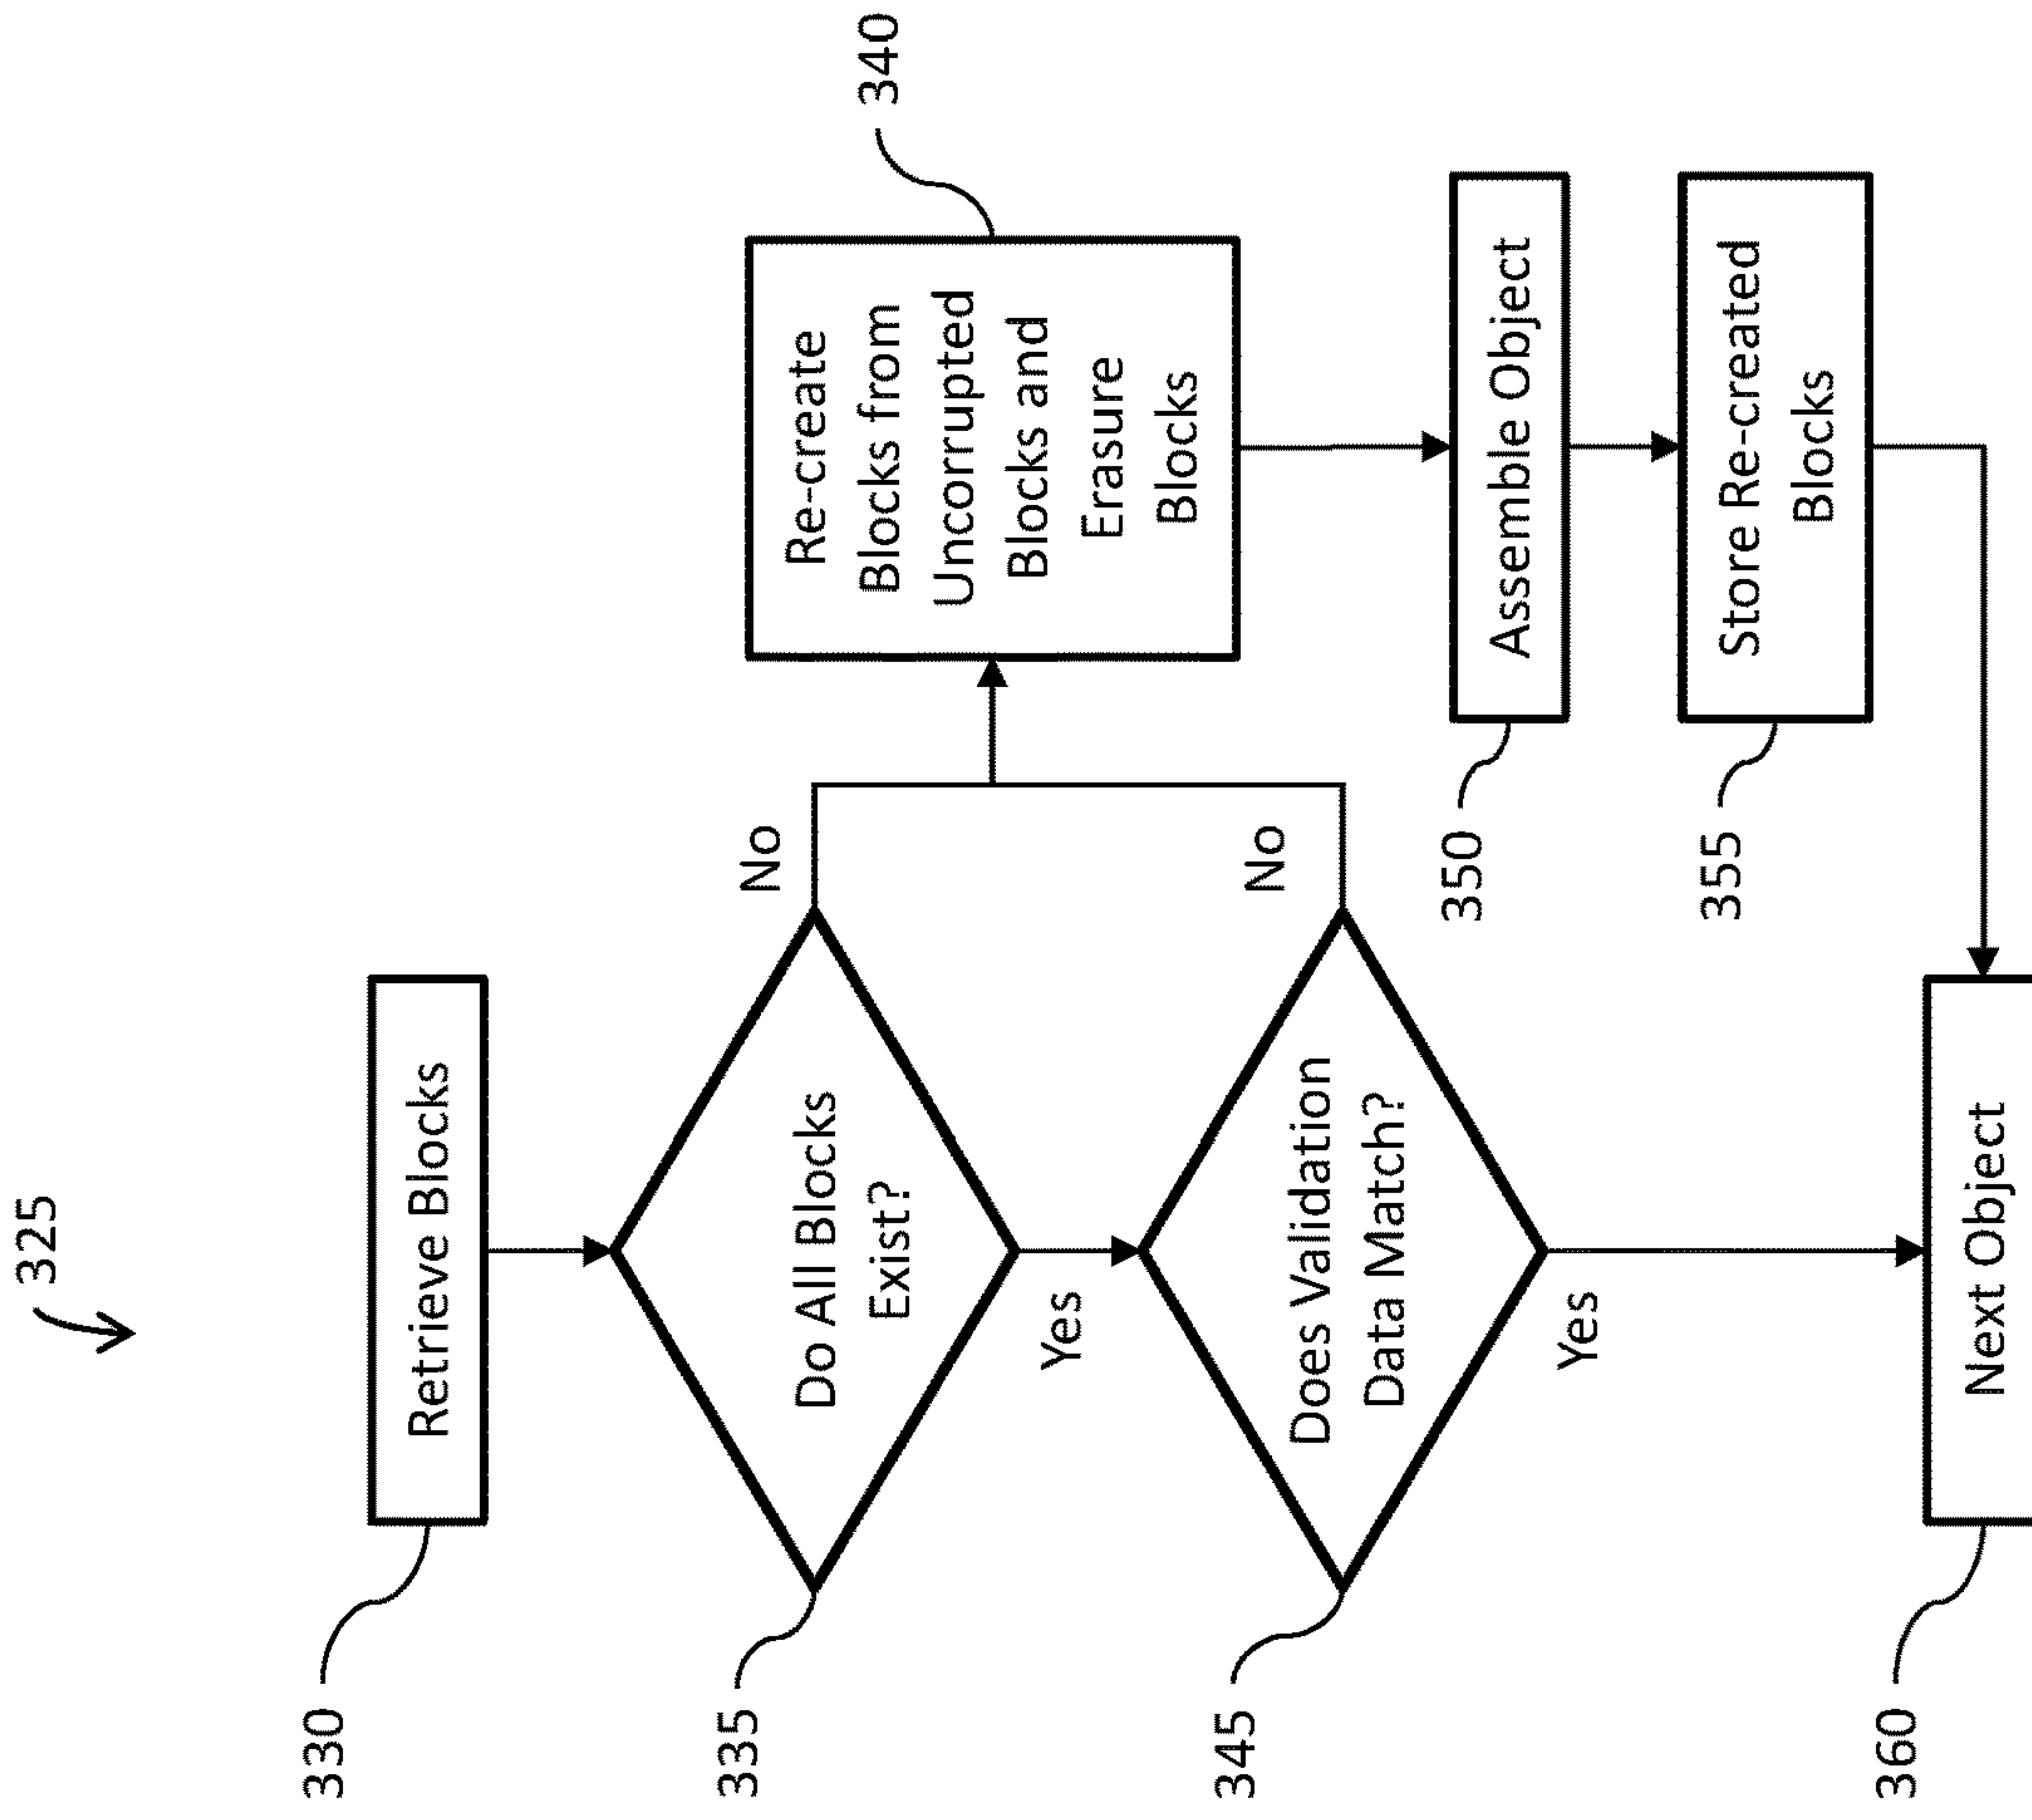 325
330
Retrieve Blocks
335
Do All Blocks
Exist?
No
Yes
340
Re-create
Blocks from
Uncorrupted
Blocks and
Erasure
Blocks
345
Does Validation
Data Match?
No
Yes
350
Assemble Object
355
Store Re-created
Blocks
360
Next Object